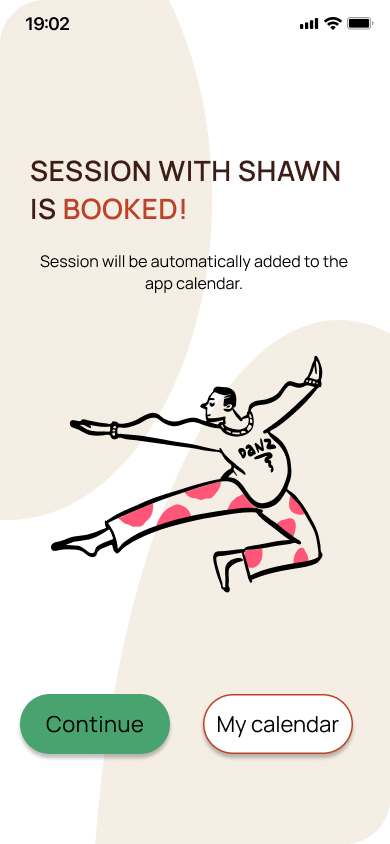 19:02
SESSION WITH SHAWN
IS BOOKED!
Session will be automatically added to the
app calendar.
DANZ
Continue
My calendar